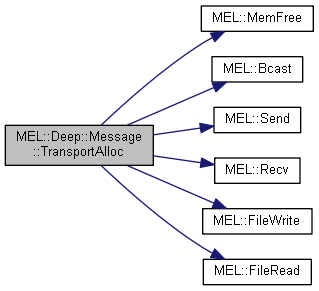 MEL::MemFree
MEL::Bcast
MEL::Deep::Message
::TransportAlloc
MEL::Send
MEL::Recv
MEL::FileWrite
MEL::FileRead